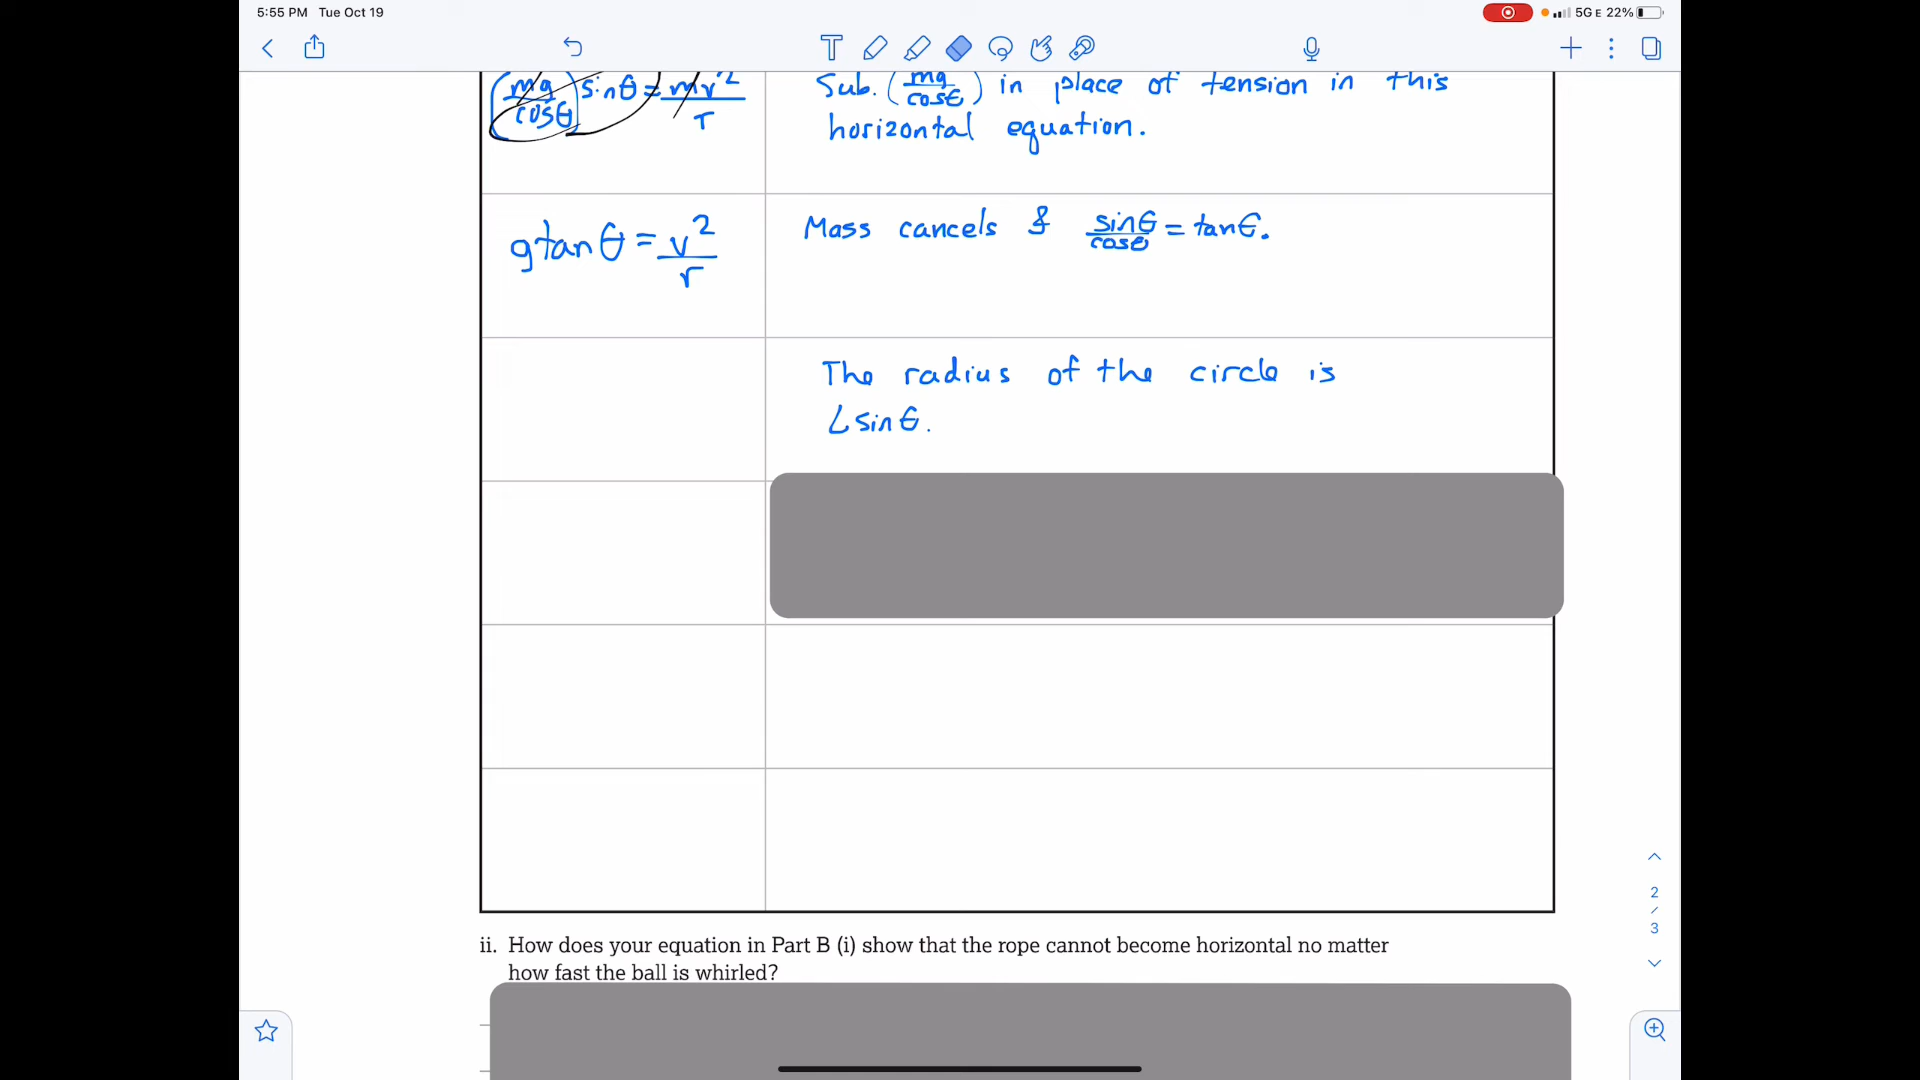 5:55 PM Tue Oct 19
5G E 22%
T
(mg/cosθ) sinθ = mv²/r
Sub. (mg/cosθ) in place of tension in this
horizontal equation.
gtanθ = v²/r
Mass cancels & sinθ/cosθ = tanθ.
The radius of the circle is
Lsinθ.
2
/
3
ii. How does your equation in Part B (i) show that the rope cannot become horizontal no matter
how fast the ball is whirled?